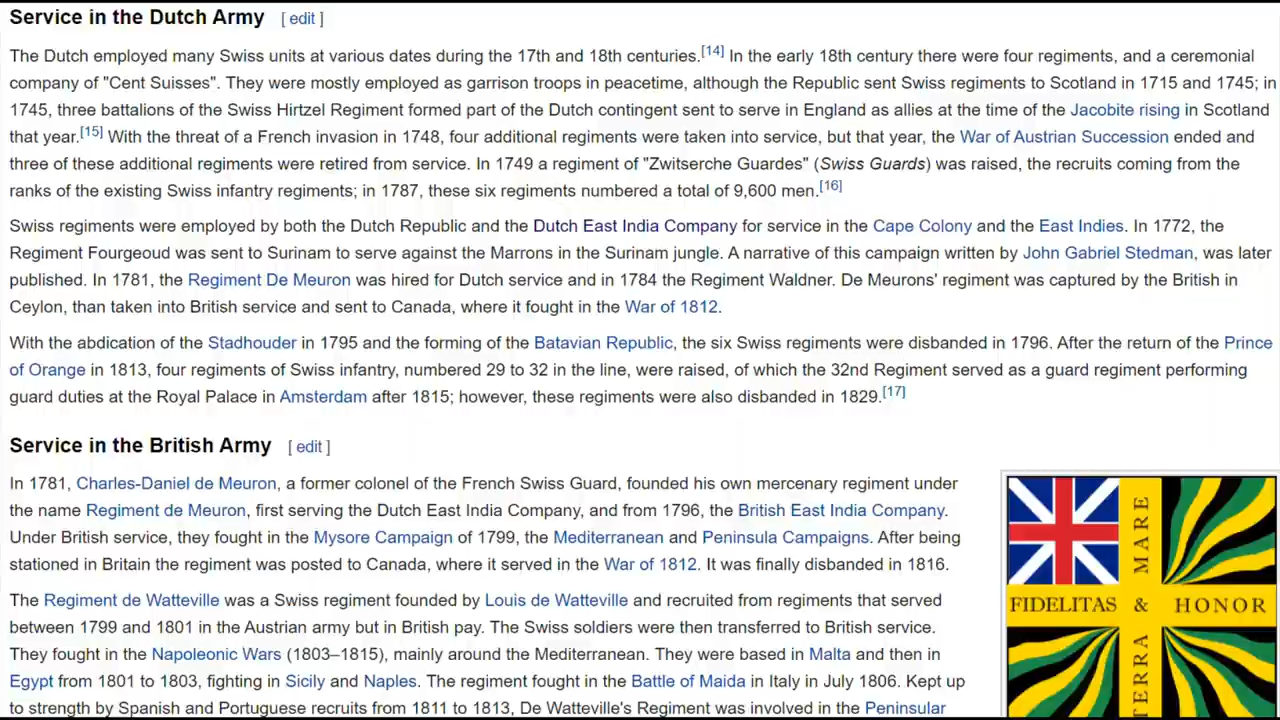 Service in the Dutch Army [ edit ]
The Dutch employed many Swiss units at various dates during the 17th and 18th centuries.[14] In the early 18th century there were four regiments, and a ceremonial
company of "Cent Suisses". They were mostly employed as garrison troops in peacetime, although the Republic sent Swiss regiments to Scotland in 1715 and 1745; in
1745, three battalions of the Swiss Hirtzel Regiment formed part of the Dutch contingent sent to serve in England as allies at the time of the Jacobite rising in Scotland
that year.[15] With the threat of a French invasion in 1748, four additional regiments were taken into service, but that year, the War of Austrian Succession ended and
three of these additional regiments were retired from service. In 1749 a regiment of "Zwitserche Guardes" (Swiss Guards) was raised, the recruits coming from the
ranks of the existing Swiss infantry regiments; in 1787, these six regiments numbered a total of 9,600 men.[16]
Swiss regiments were employed by both the Dutch Republic and the Dutch East India Company for service in the Cape Colony and the East Indies. In 1772, the
Regiment Fourgeoud was sent to Surinam to serve against the Marrons in the Surinam jungle. A narrative of this campaign written by John Gabriel Stedman, was later
published. In 1781, the Regiment De Meuron was hired for Dutch service and in 1784 the Regiment Waldner. De Meurons' regiment was captured by the British in
Ceylon, than taken into British service and sent to Canada, where it fought in the War of 1812.
With the abdication of the Stadhouder in 1795 and the forming of the Batavian Republic, the six Swiss regiments were disbanded in 1796. After the return of the Prince
of Orange in 1813, four regiments of Swiss infantry, numbered 29 to 32 in the line, were raised, of which the 32nd Regiment served as a guard regiment performing
guard duties at the Royal Palace in Amsterdam after 1815; however, these regiments were also disbanded in 1829.[17]
Service in the British Army [ edit ]
In 1781, Charles-Daniel de Meuron, a former colonel of the French Swiss Guard, founded his own mercenary regiment under
the name Regiment de Meuron, first serving the Dutch East India Company, and from 1796, the British East India Company.
Under British service, they fought in the Mysore Campaign of 1799, the Mediterranean and Peninsula Campaigns. After being
stationed in Britain the regiment was posted to Canada, where it served in the War of 1812. It was finally disbanded in 1816.
The Regiment de Watteville was a Swiss regiment founded by Louis de Watteville and recruited from regiments that served
between 1799 and 1801 in the Austrian army but in British pay. The Swiss soldiers were then transferred to British service.
They fought in the Napoleonic Wars (1803–1815), mainly around the Mediterranean. They were based in Malta and then in
Egypt from 1801 to 1803, fighting in Sicily and Naples. The regiment fought in the Battle of Maida in Italy in July 1806. Kept up
to strength by Spanish and Portuguese recruits from 1811 to 1813, De Watteville's Regiment was involved in the Peninsular
FIDELITAS & HONOR
TERRA & MARE